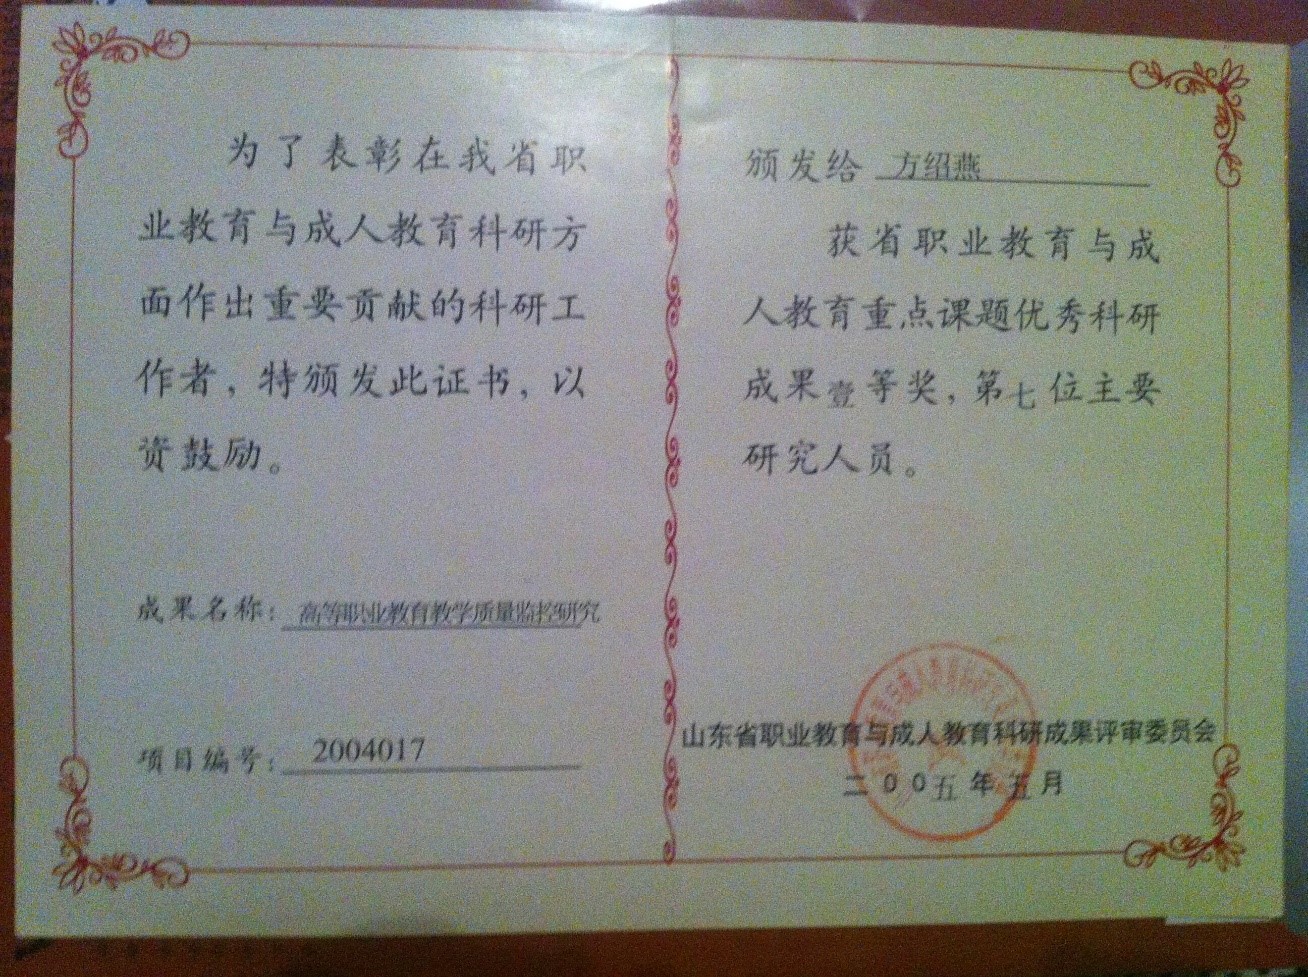 为了表彰在我省职
业教育与成人教育科研方
面作出重要贡献的科研工
作者，特颁发此证书，以
资鼓励。
成果名称：高等职业教育教学质量监控研究
项目编号：2004017
颁发给 方绍燕
获省职业教育与成
人教育重点课题优秀科研
成果壹等奖，第七位主要
研究人员。
山东省职业教育与成人教育科研成果评审委员会
二00五年五月